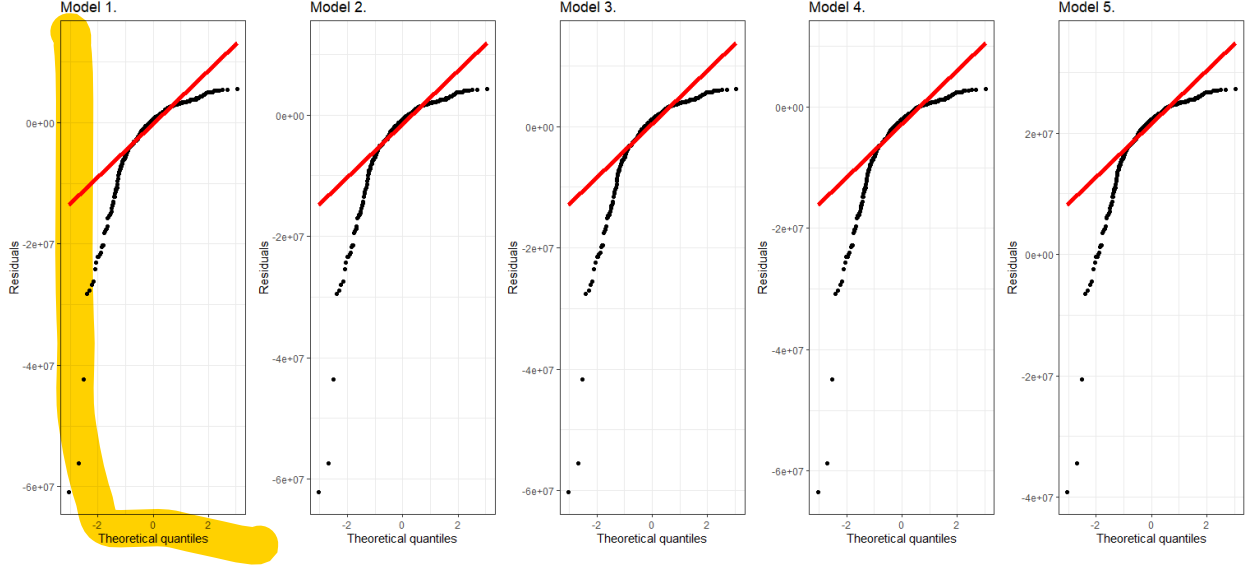 Model 1.
Residuals
0e+00
-2e+07
-4e+07
-6e+07
-2 0 2
Theoretical quantiles
Model 2.
Residuals
0e+00
-2e+07
-4e+07
-6e+07
-2 0 2
Theoretical quantiles
Model 3.
Residuals
0e+00
-2e+07
-4e+07
-6e+07
-2 0 2
Theoretical quantiles
Model 4.
Residuals
0e+00
-2e+07
-4e+07
-6e+07
-2 0 2
Theoretical quantiles
Model 5.
Residuals
2e+07
0e+00
-2e+07
-4e+07
-2 0 2
Theoretical quantiles